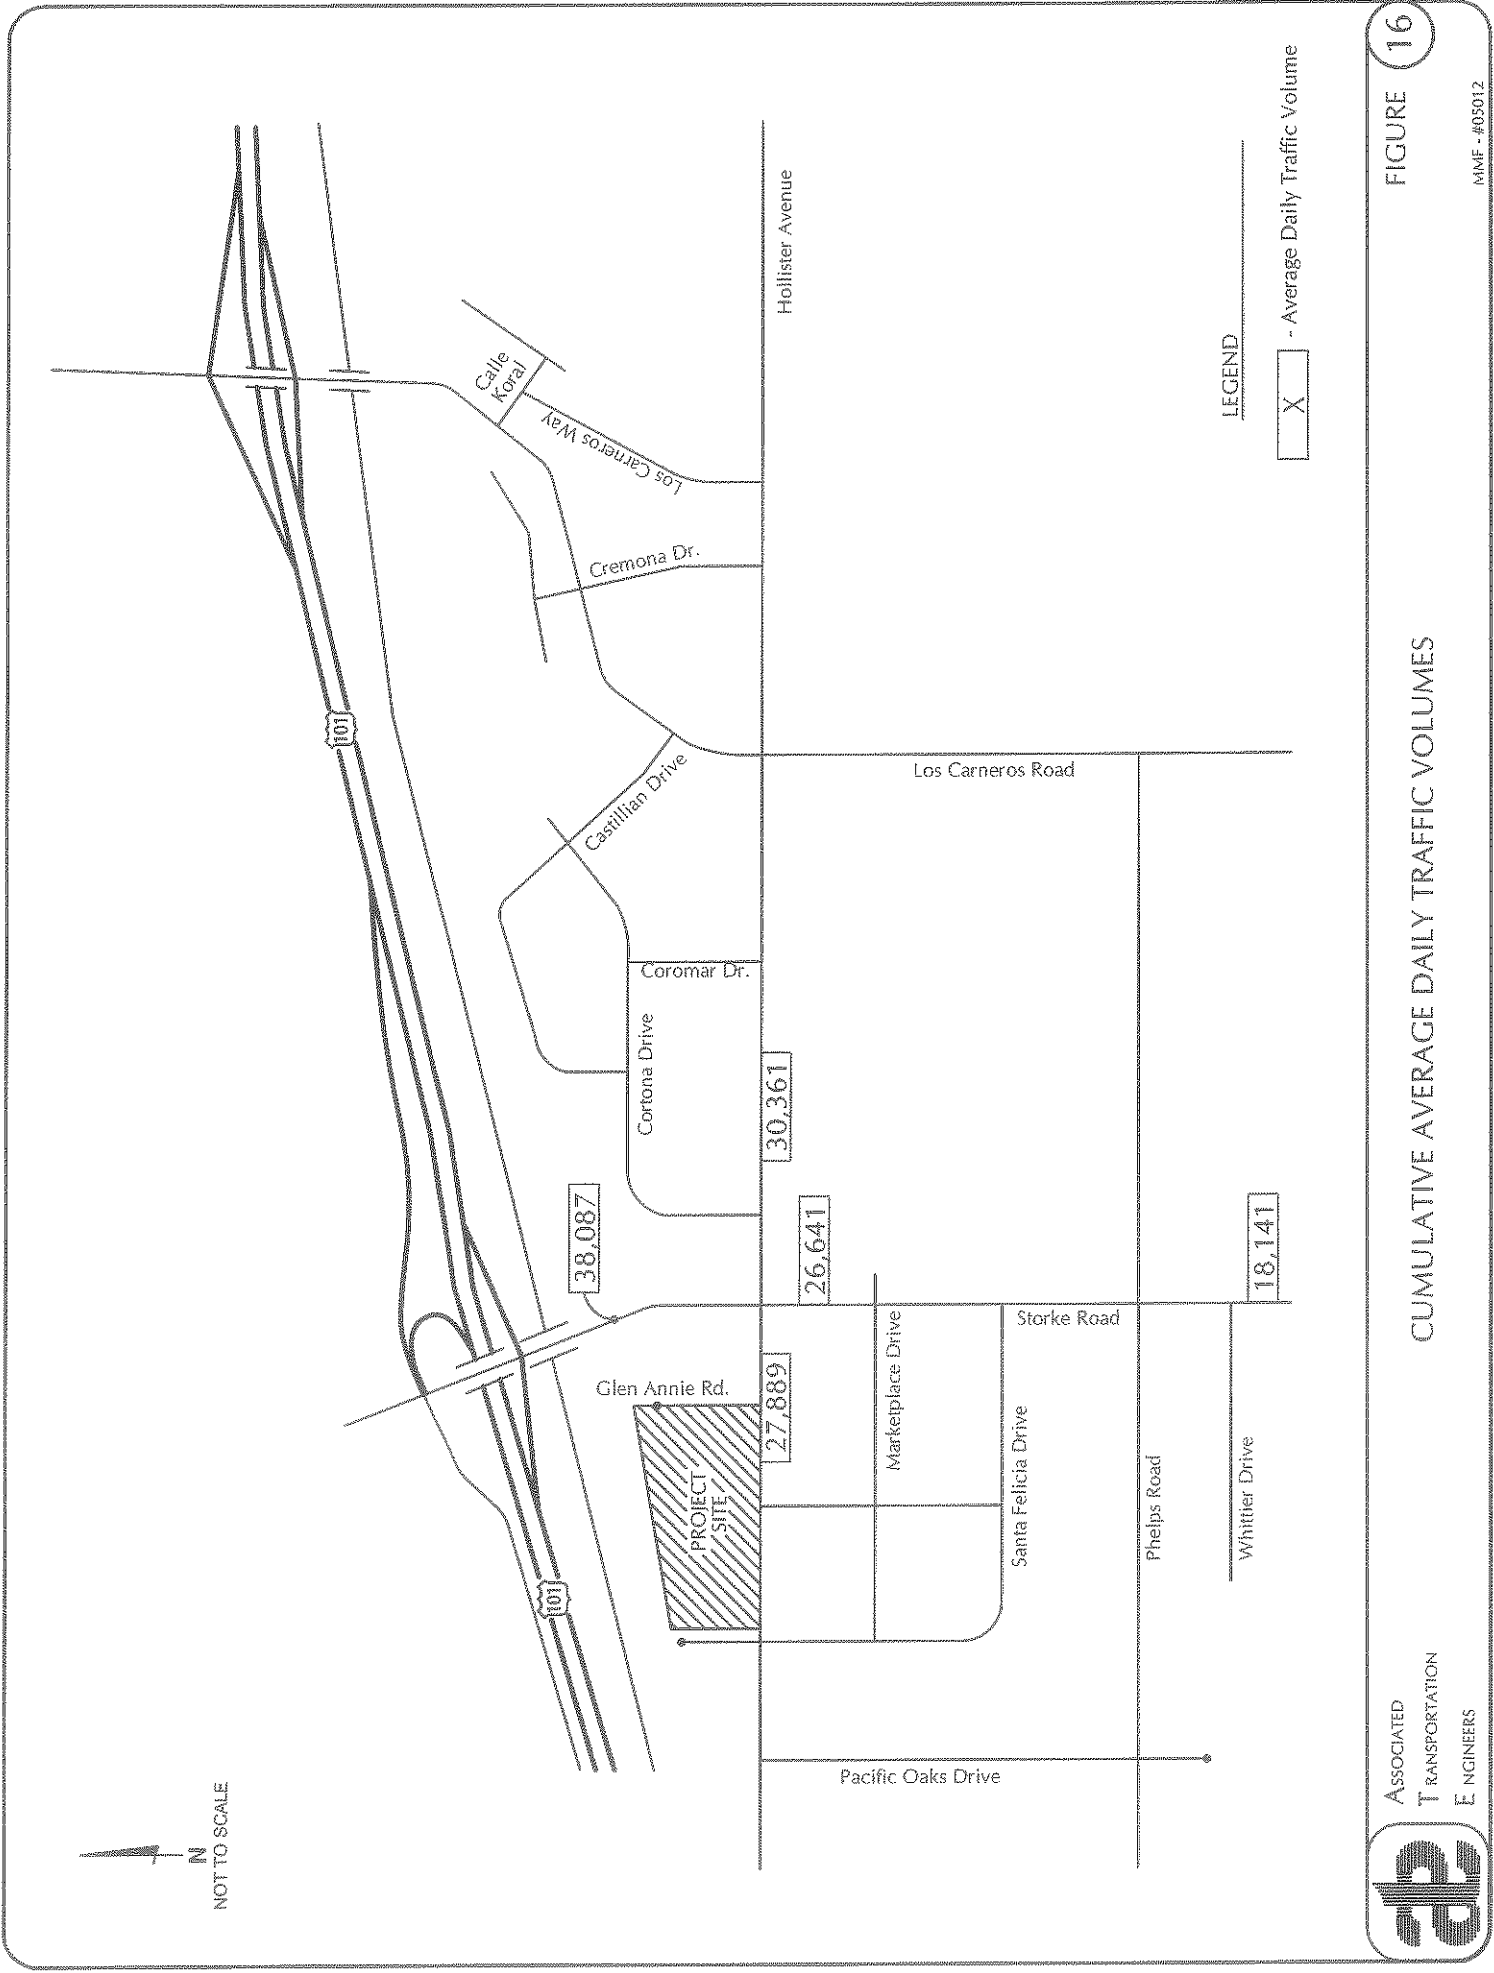 N
NOT TO SCALE
101
101
Calle
Koral
Los Carneros Way
Cremona Dr.
Castillian Drive
Coromar Dr.
Cortona Drive
Hollister Avenue
Los Carneros Road
38,087
30,361
26,641
27,889
18,141
Glen Annie Rd.
PROJECT
SITE
Marketplace Drive
Storke Road
Santa Felicia Drive
Phelps Road
Whittier Drive
Pacific Oaks Drive
LEGEND
X - Average Daily Traffic Volume
ate
ASSOCIATED
TRANSPORTATION
ENGINEERS
CUMULATIVE AVERAGE DAILY TRAFFIC VOLUMES
FIGURE 16
MMF - #05012